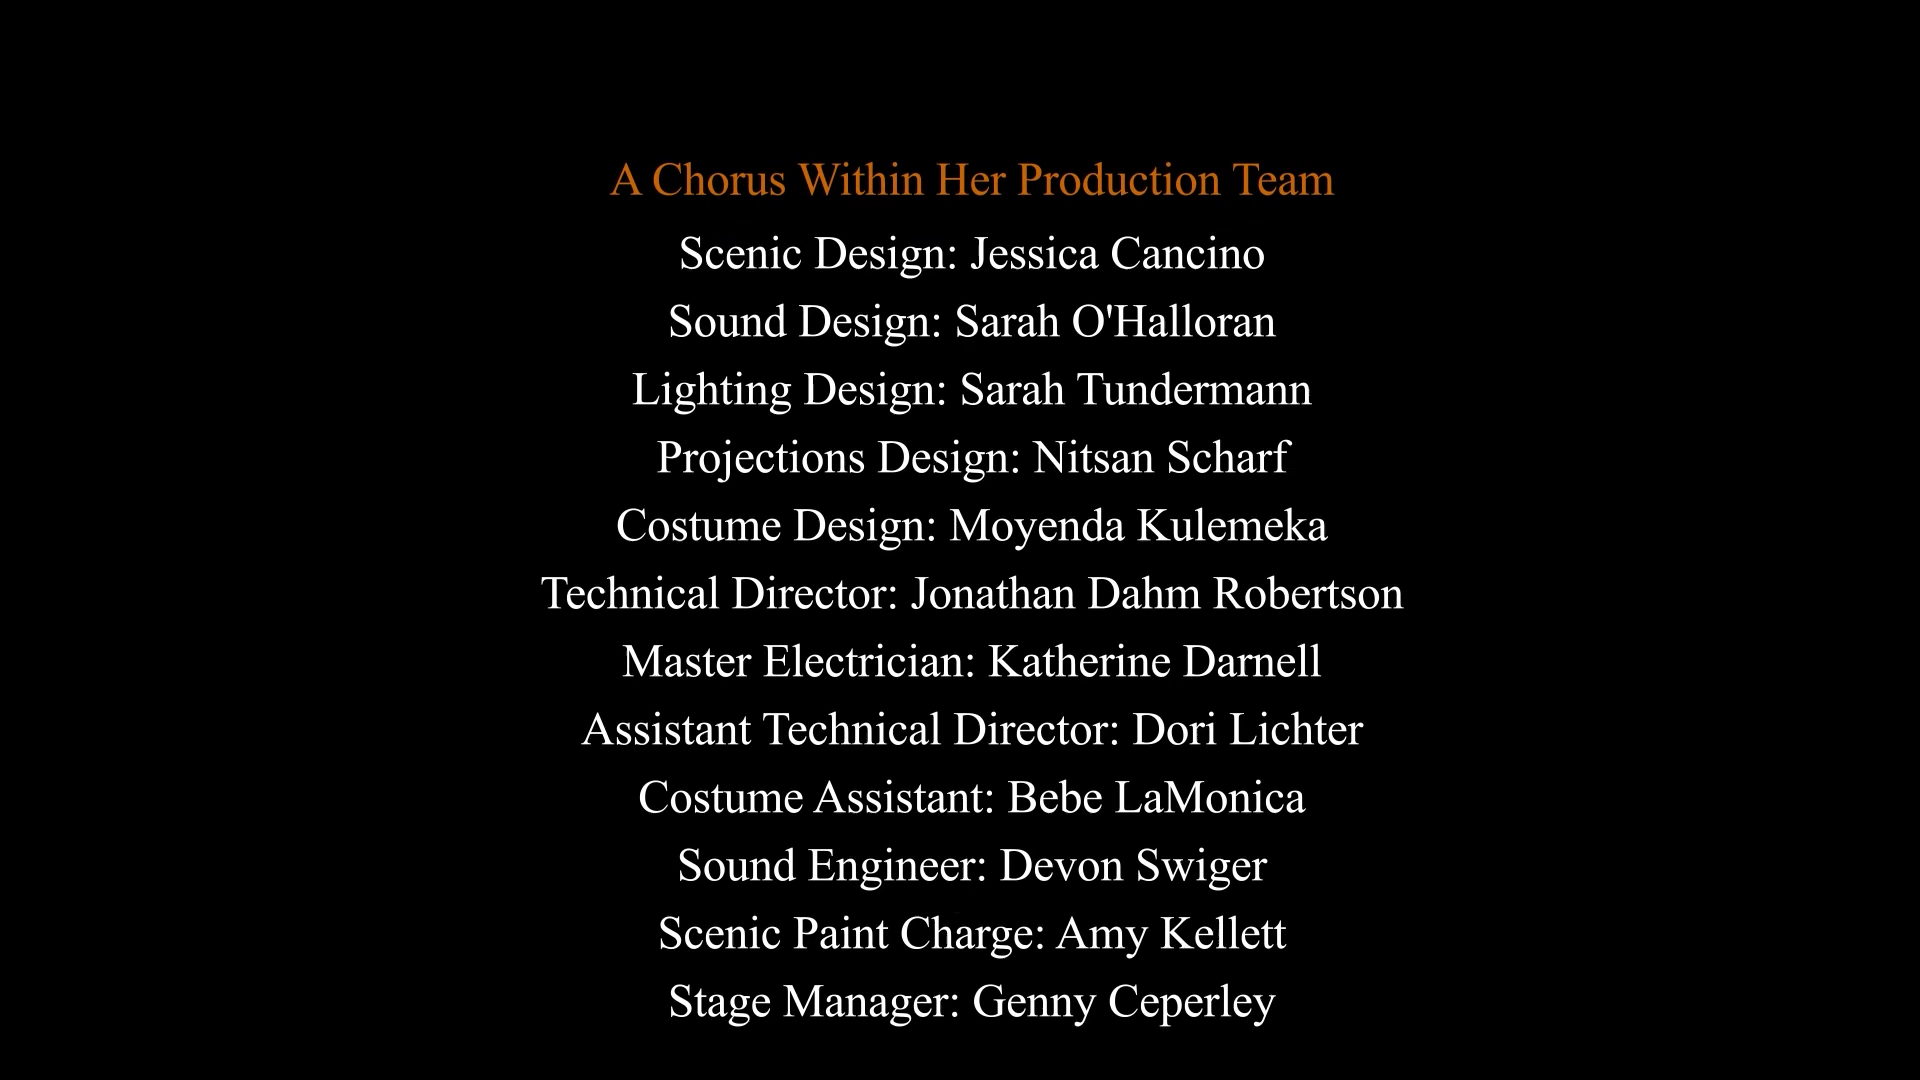 A Chorus Within Her Production Team
Scenic Design: Jessica Cancino
Sound Design: Sarah O'Halloran
Lighting Design: Sarah Tundermann
Projections Design: Nitsan Scharf
Costume Design: Moyenda Kulemeka
Technical Director: Jonathan Dahm Robertson
Master Electrician: Katherine Darnell
Assistant Technical Director: Dori Lichter
Costume Assistant: Bebe LaMonica
Sound Engineer: Devon Swiger
Scenic Paint Charge: Amy Kellett
Stage Manager: Genny Ceperley